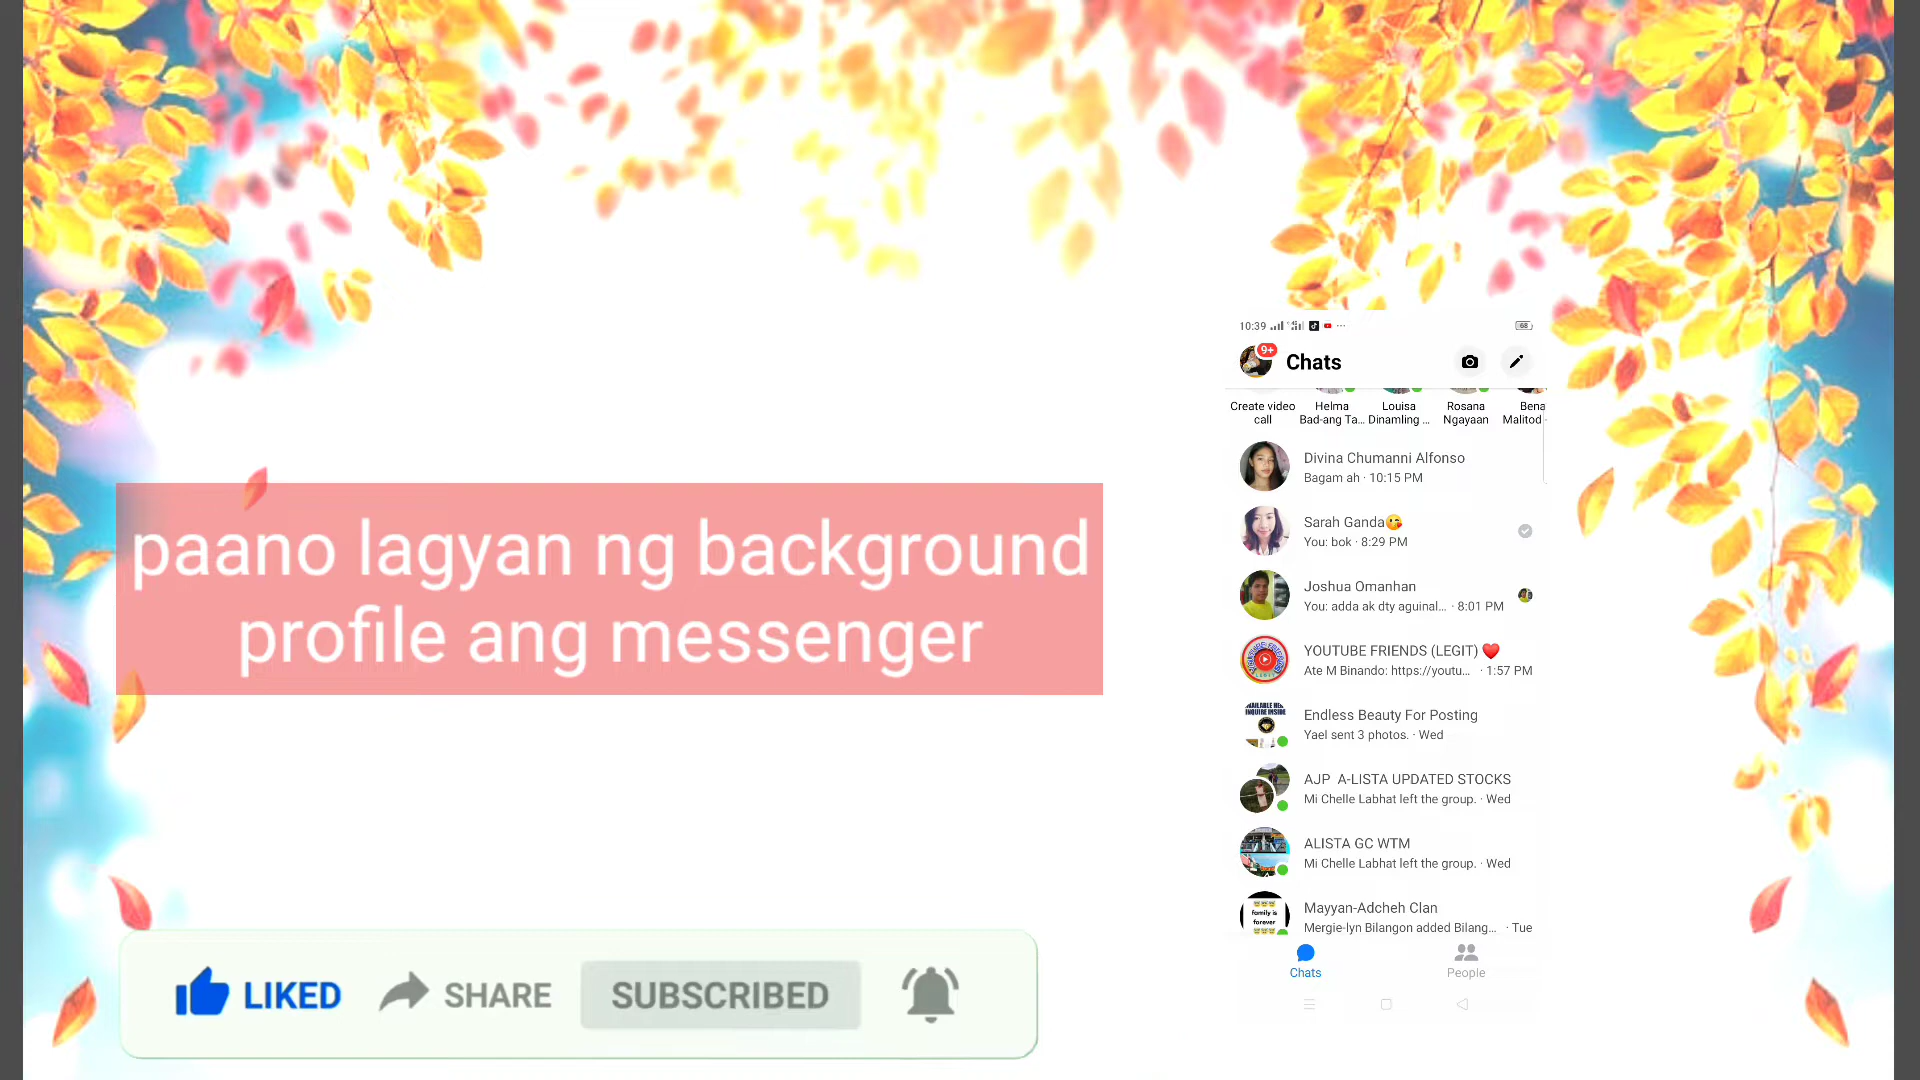 paano lagyan ng background
profile ang messenger
LIKED SHARE SUBSCRIBED
10:39 68
9+ Chats
Create video call
Helma Bad-ang Ta...
Louisa Dinamling ...
Rosana Ngayaan
Bena Malitod
Divina Chumanni Alfonso
Bagam ah · 10:15 PM
Sarah Ganda😘
You: bok · 8:29 PM
Joshua Omanhan
You: adda ak dty aguinal... · 8:01 PM
YOUTUBE FRIENDS (LEGIT) ❤️
Ate M Binando: https://youtu... · 1:57 PM
Endless Beauty For Posting
Yael sent 3 photos. · Wed
AJP A-LISTA UPDATED STOCKS
Mi Chelle Labhat left the group. · Wed
ALISTA GC WTM
Mi Chelle Labhat left the group. · Wed
family is
forever
Mayyan-Adcheh Clan
Mergie-lyn Bilangon added Bilang... · Tue
Chats People